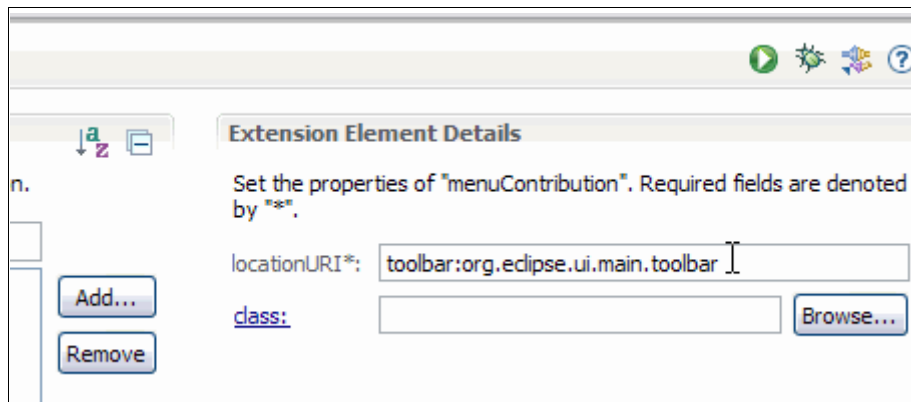 Extension Element Details
n.
Set the properties of "menuContribution". Required fields are denoted
by "*".
locationURI*: toolbar:org.eclipse.ui.main.toolbar
Add...
class: Browse...
Remove